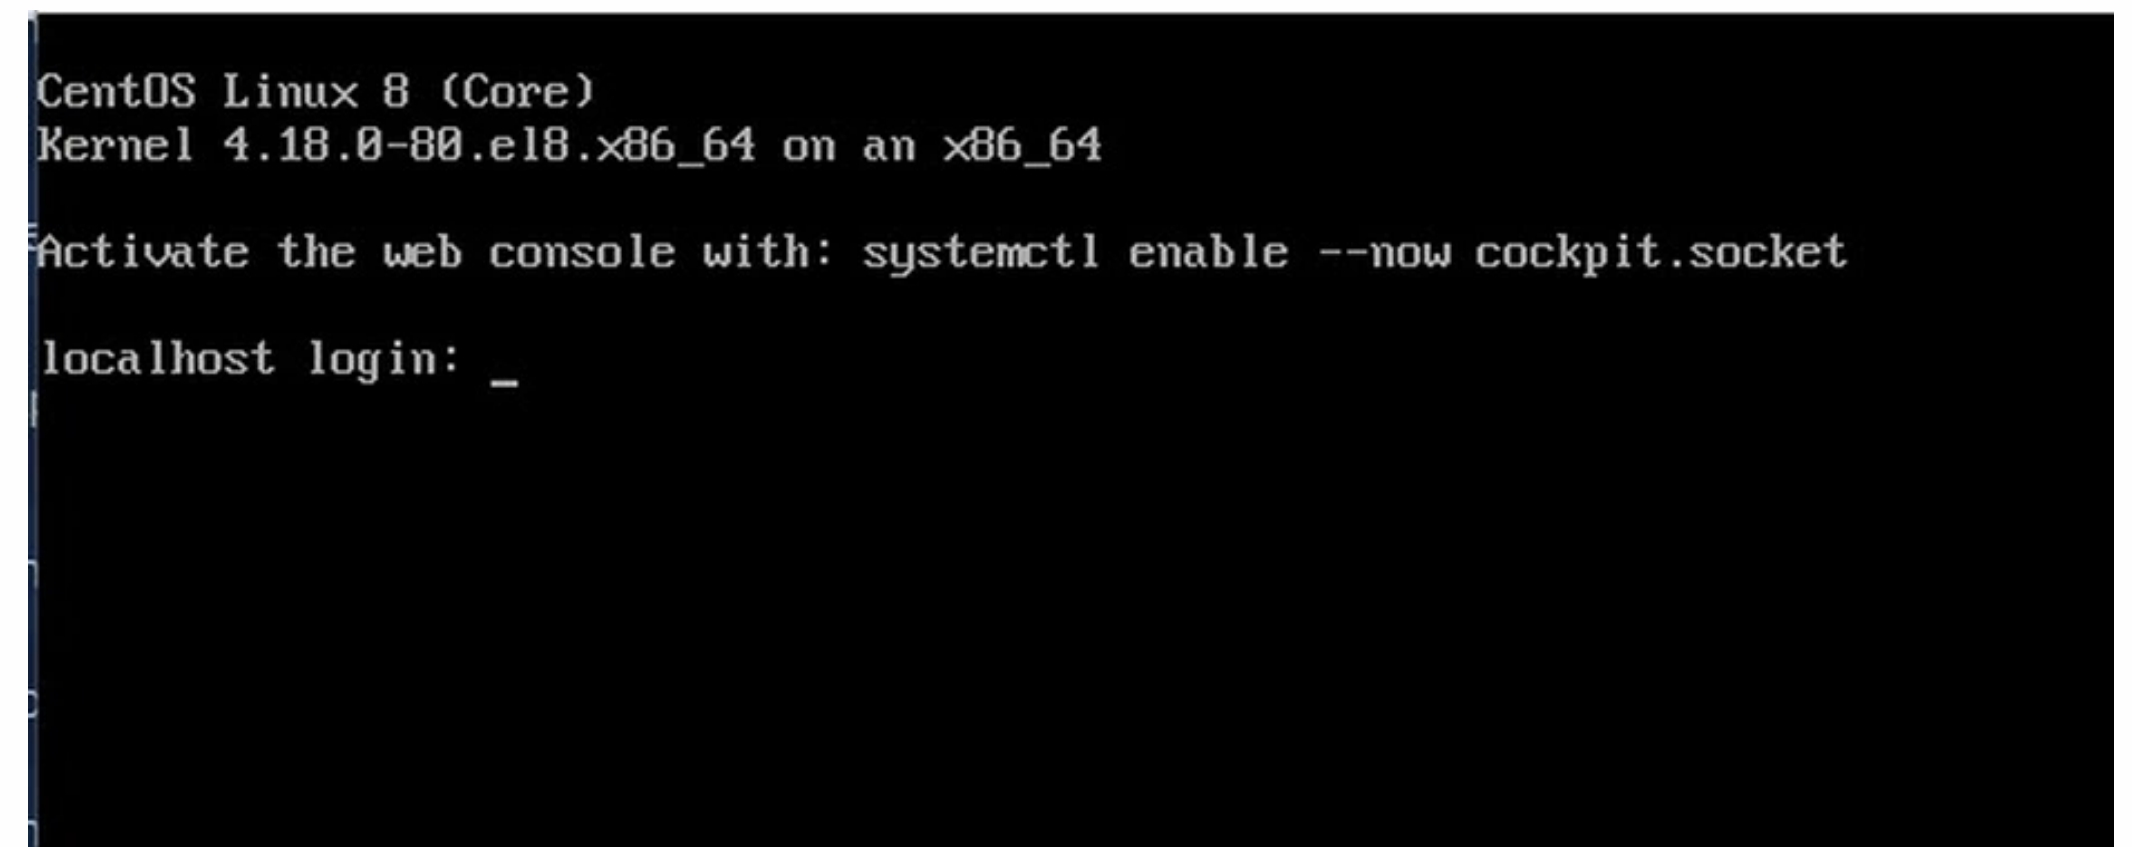 CentOS Linux 8 (Core)
Kernel 4.18.0-80.el8.x86_64 on an x86_64
Activate the web console with: systemctl enable --now cockpit.socket
localhost login: _